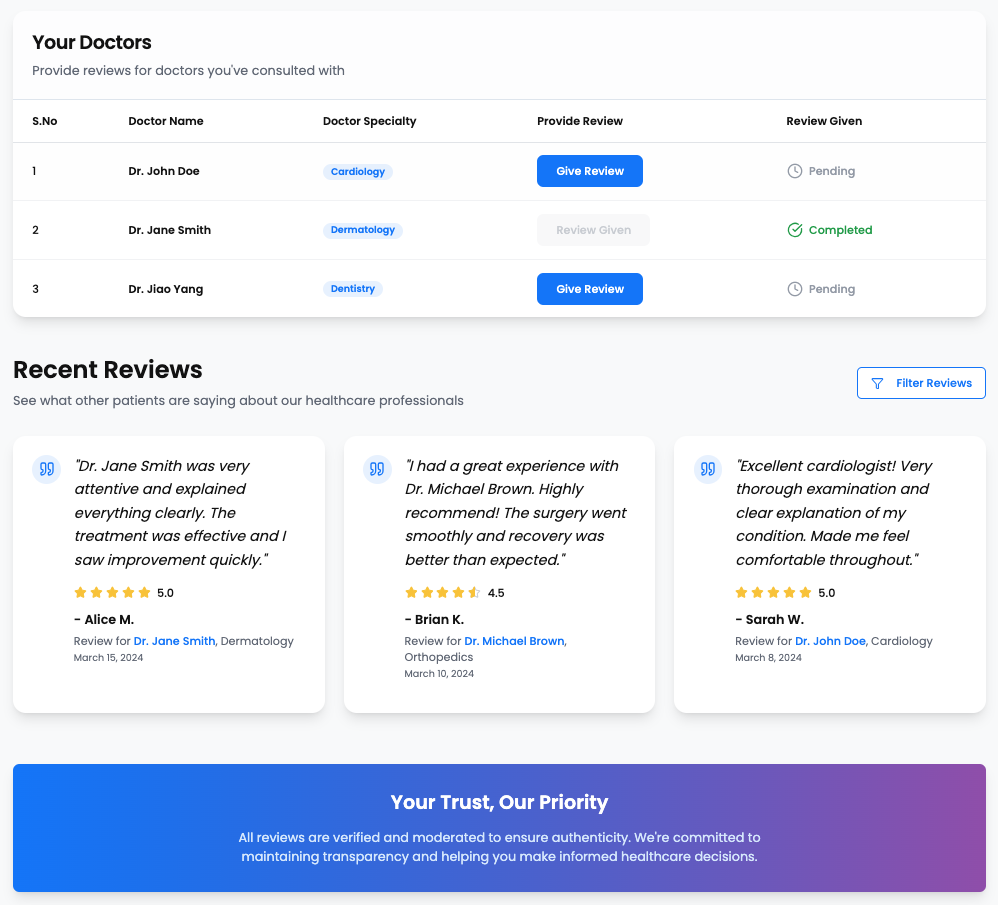 Your Doctors
Provide reviews for doctors you've consulted with
S.No Doctor Name Doctor Specialty Provide Review Review Given
1 Dr. John Doe Cardiology Give Review Pending
2 Dr. Jane Smith Dermatology Review Given Completed
3 Dr. Jiao Yang Dentistry Give Review Pending
Recent Reviews
See what other patients are saying about our healthcare professionals
Filter Reviews
"Dr. Jane Smith was very
attentive and explained
everything clearly. The
treatment was effective and I
saw improvement quickly."
5.0
- Alice M.
Review for Dr. Jane Smith, Dermatology
March 15, 2024
"I had a great experience with
Dr. Michael Brown. Highly
recommend! The surgery went
smoothly and recovery was
better than expected."
4.5
- Brian K.
Review for Dr. Michael Brown,
Orthopedics
March 10, 2024
"Excellent cardiologist! Very
thorough examination and
clear explanation of my
condition. Made me feel
comfortable throughout."
5.0
- Sarah W.
Review for Dr. John Doe, Cardiology
March 8, 2024
Your Trust, Our Priority
All reviews are verified and moderated to ensure authenticity. We're committed to
maintaining transparency and helping you make informed healthcare decisions.